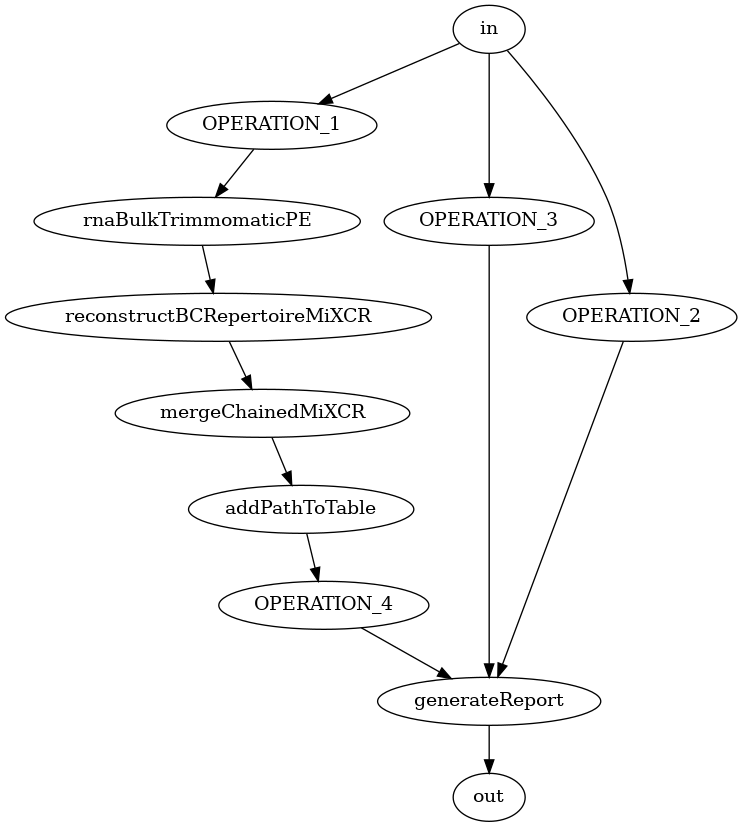 in
OPERATION_1
rnaBulkTrimmomaticPE
OPERATION_3
reconstructBCRepertoireMiXCR
OPERATION_2
mergeChainedMiXCR
addPathToTable
OPERATION_4
generateReport
out